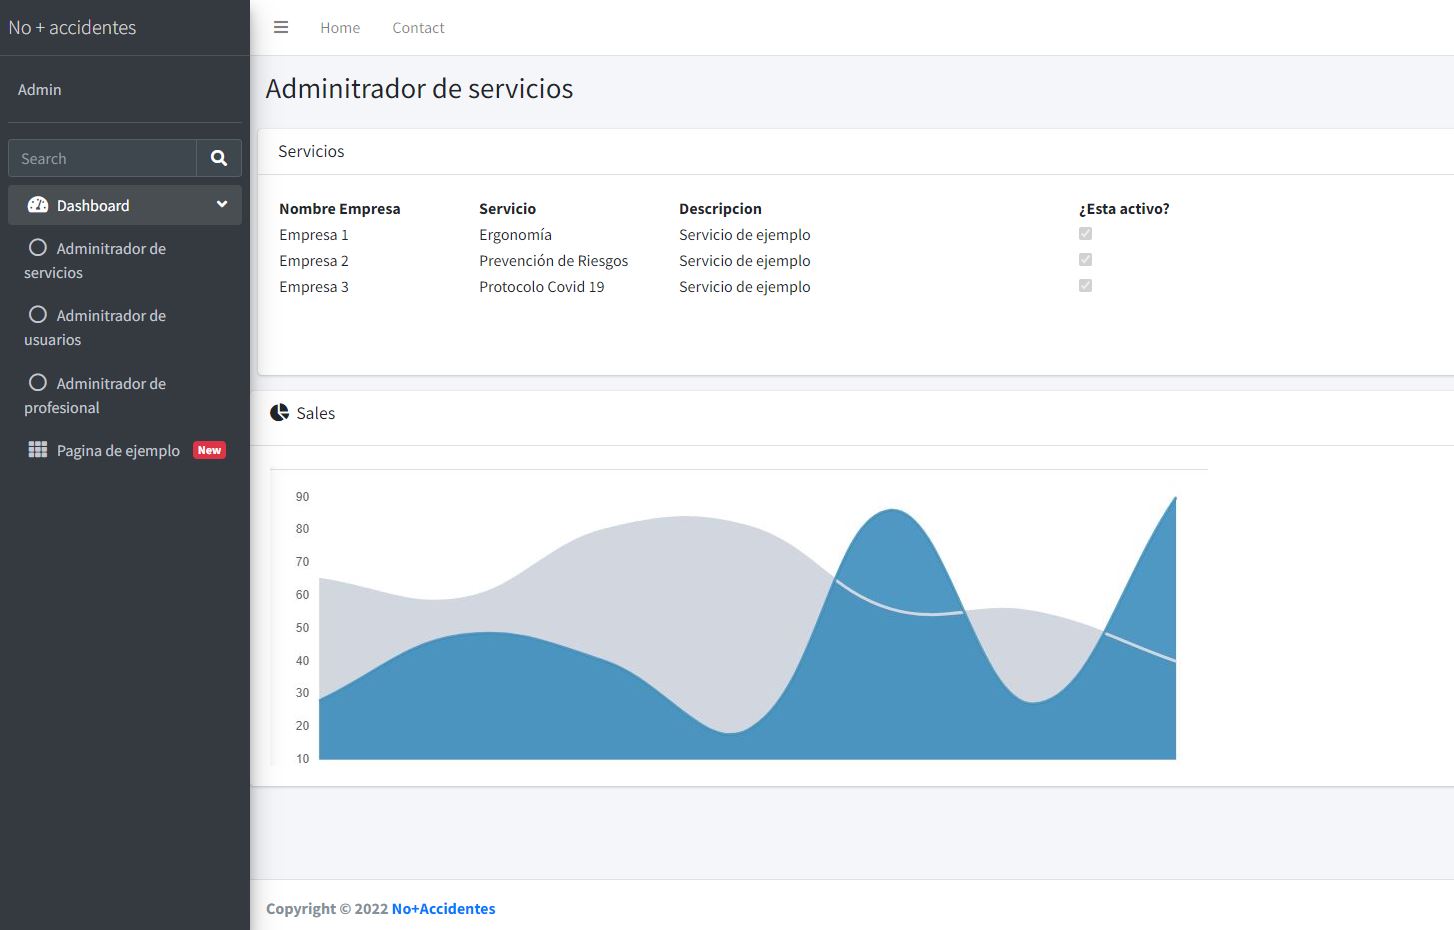 No + accidentes
Home Contact
Admin
Search
Dashboard
Adminitrador de
servicios
Adminitrador de
usuarios
Adminitrador de
profesional
Pagina de ejemplo New
Adminitrador de servicios
Servicios
Nombre Empresa Servicio Descripcion ¿Esta activo?
Empresa 1 Ergonomía Servicio de ejemplo
Empresa 2 Prevención de Riesgos Servicio de ejemplo
Empresa 3 Protocolo Covid 19 Servicio de ejemplo
Sales
90
80
70
60
50
40
30
20
10
Copyright © 2022 No+Accidentes